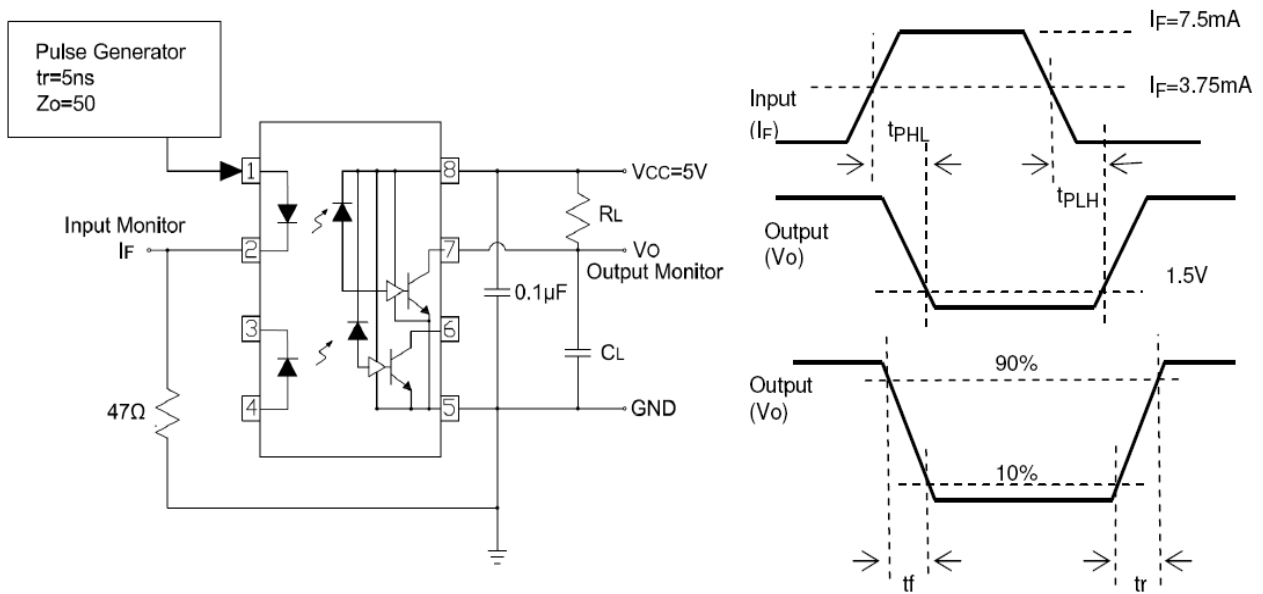 Pulse Generator
tr=5ns
Zo=50
1
2
3
4
8
7
6
5
Input Monitor
IF
47Ω
VCC=5V
RL
VO
Output Monitor
0.1µF
CL
GND
IF=7.5mA
IF=3.75mA
Input
(IF)
tPHL
tPLH
Output
(Vo)
1.5V
Output
(Vo)
90%
10%
tf
tr